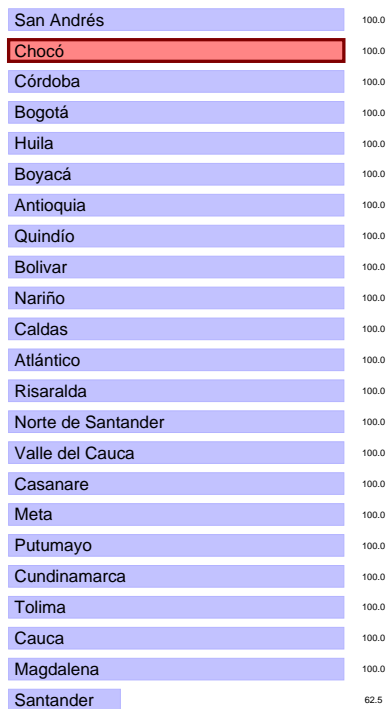 San Andrés 100.0
Chocó 100.0
Córdoba 100.0
Bogotá 100.0
Huila 100.0
Boyacá 100.0
Antioquia 100.0
Quindío 100.0
Bolivar 100.0
Nariño 100.0
Caldas 100.0
Atlántico 100.0
Risaralda 100.0
Norte de Santander 100.0
Valle del Cauca 100.0
Casanare 100.0
Meta 100.0
Putumayo 100.0
Cundinamarca 100.0
Tolima 100.0
Cauca 100.0
Magdalena 100.0
Santander 62.5